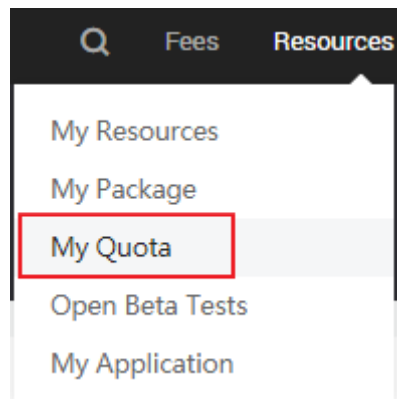 Fees Resources
My Resources
My Package
My Quota
Open Beta Tests
My Application